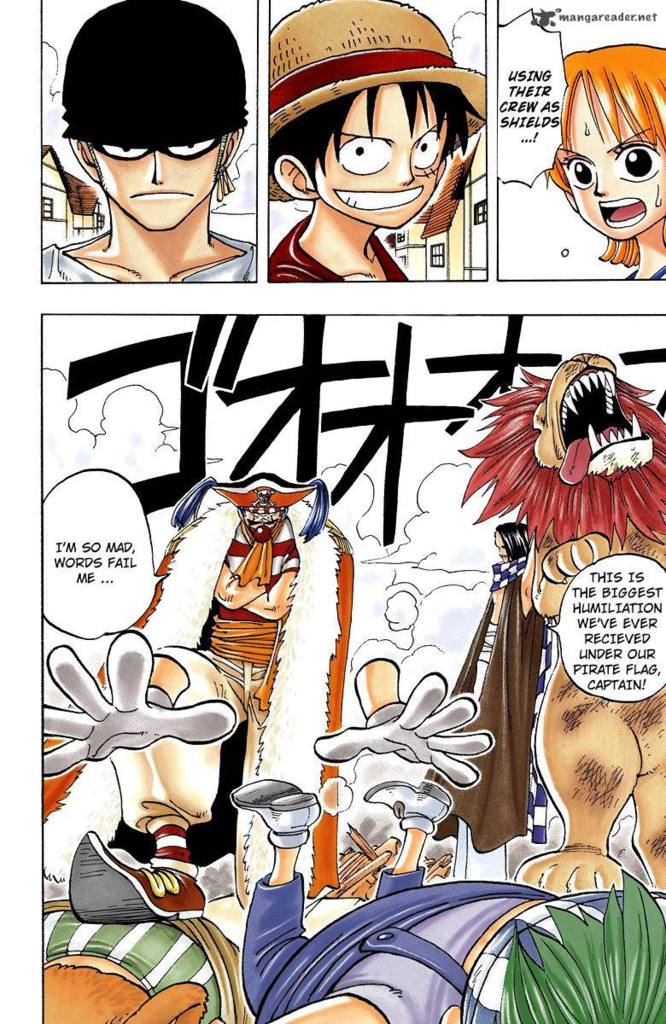 mangareader.net
USING
THEIR
CREW AS
SHIELDS
...!
ゴオオオ
I'M SO MAD,
WORDS FAIL
ME ...
THIS IS
THE BIGGEST
HUMILIATION
WE'VE EVER
RECIEVED
UNDER OUR
PIRATE FLAG,
CAPTAIN!